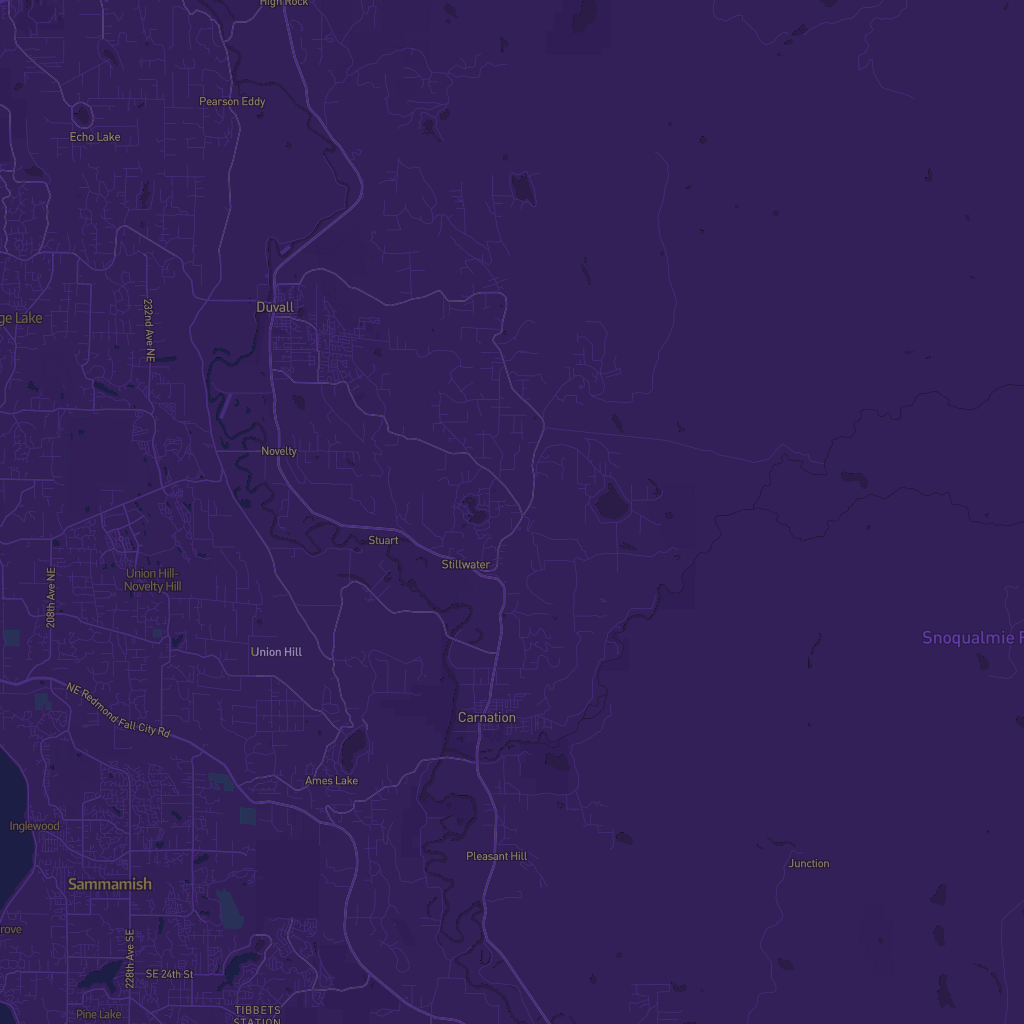 High Rock
Pearson Eddy
Echo Lake
232nd Ave NE
Duvall
ge Lake
Novelty
Stuart
Stillwater
Union Hill-
Novelty Hill
208th Ave NE
Snoqualmie
Union Hill
NE Redmond Fall City Rd
Carnation
Ames Lake
Inglewood
Pleasant Hill
Junction
Sammamish
rove
228th Ave SE
SE 24th St
Pine Lake
TIBBETS
STATION